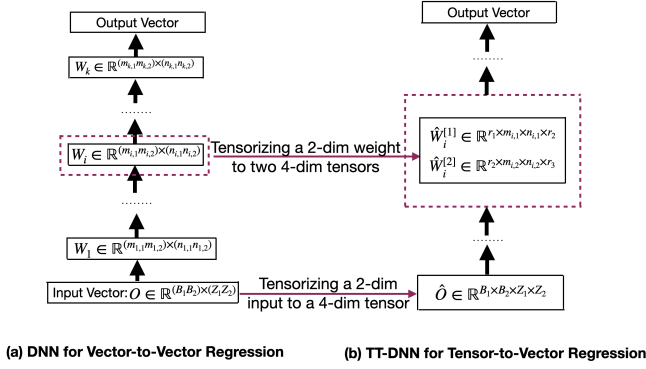 Output Vector
W_k ∈ ℝ^{(m_{k,1}m_{k,2})×(n_{k,1}n_{k,2})}
........
W_i ∈ ℝ^{(m_{i,1}m_{i,2})×(n_{i,1}n_{i,2})}
........
W_1 ∈ ℝ^{(m_{1,1}m_{1,2})×(n_{1,1}n_{1,2})}
Input Vector: O ∈ ℝ^{(B_1B_2)×(Z_1Z_2)}
Tensorizing a 2-dim weight
to two 4-dim tensors
Tensorizing a 2-dim
input to a 4-dim tensor
Output Vector
........
Ŵ_i^{[1]} ∈ ℝ^{r_1×m_{i,1}×n_{i,1}×r_2}
Ŵ_i^{[2]} ∈ ℝ^{r_2×m_{i,2}×n_{i,2}×r_3}
........
Ô ∈ ℝ^{B_1×B_2×Z_1×Z_2}
(a) DNN for Vector-to-Vector Regression
(b) TT-DNN for Tensor-to-Vector Regression